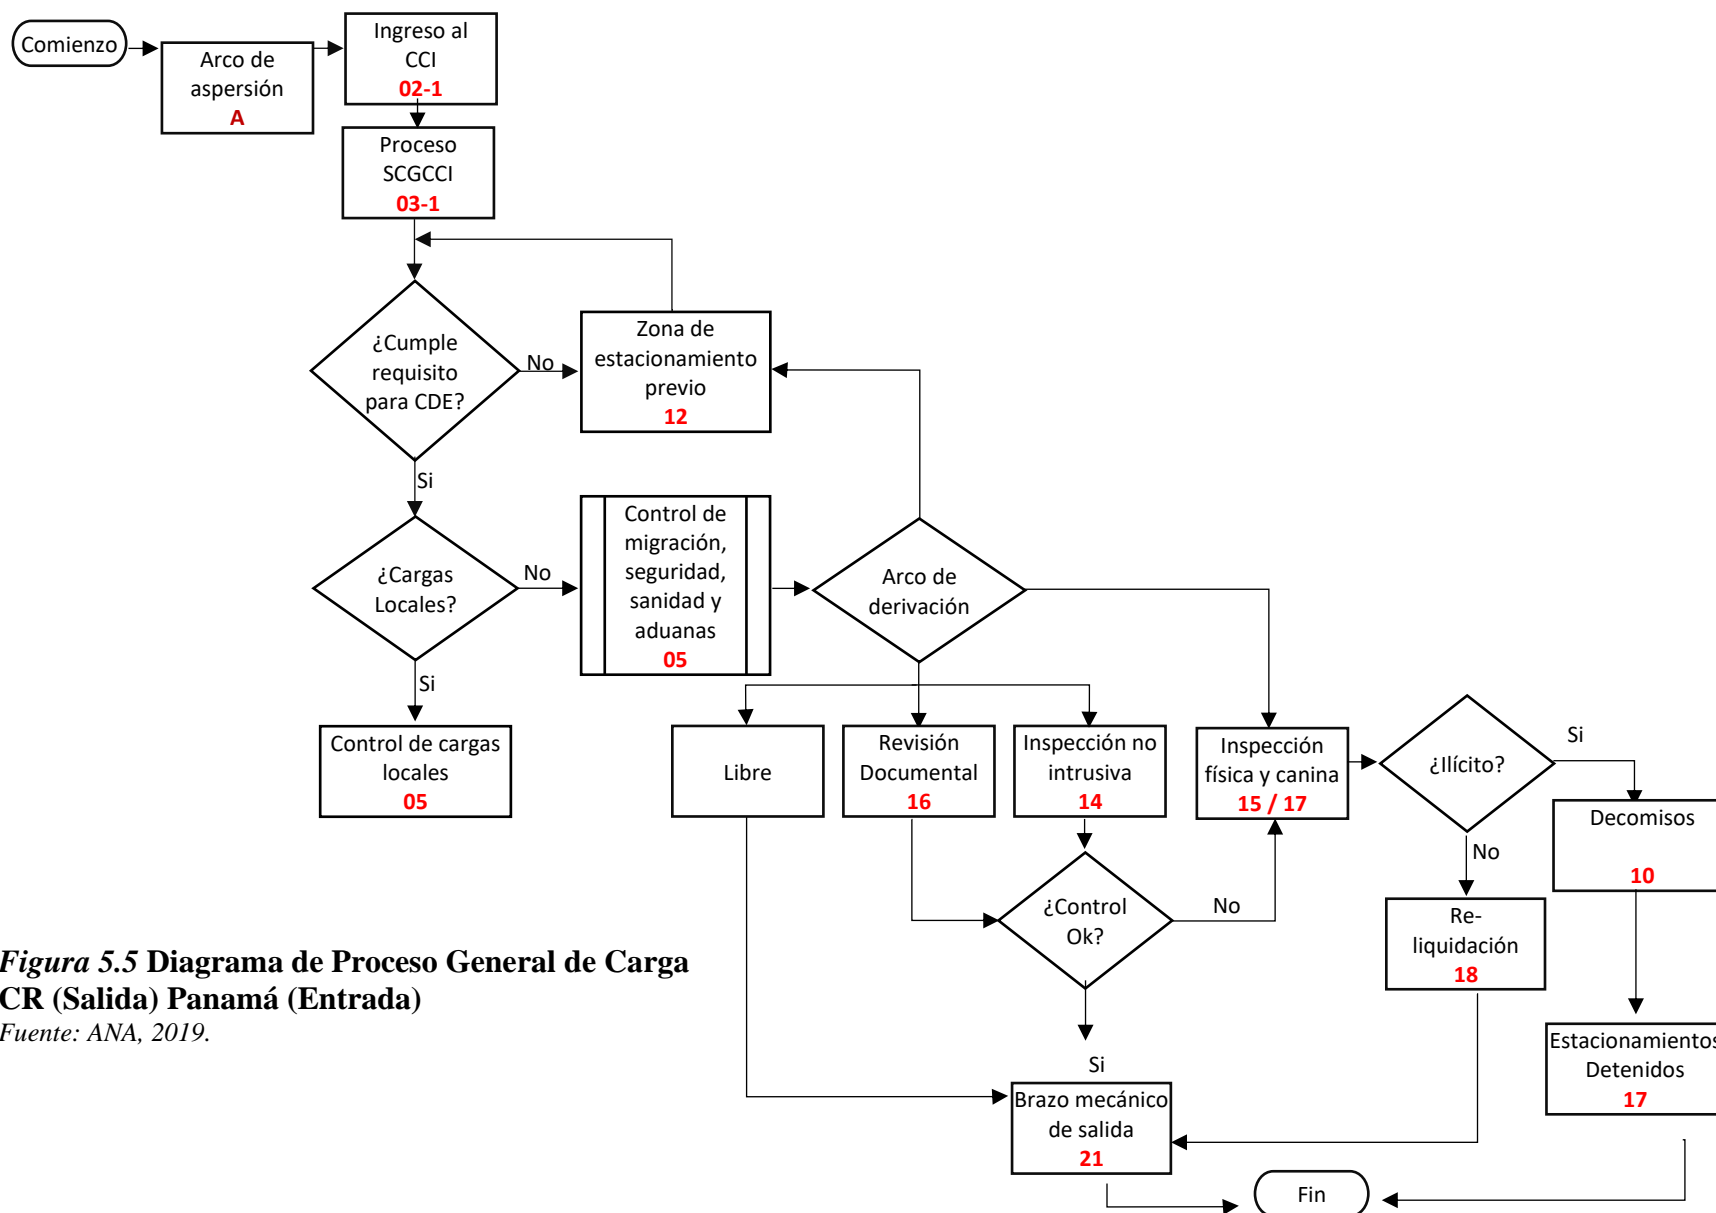 Comienzo
Arco de
aspersión
A
Ingreso al
CCI
02-1
Proceso
SCGCCI
03-1
¿Cumple
requisito
para CDE?
No
Zona de
estacionamiento
previo
12
Si
¿Cargas
Locales?
No
Control de
migración,
seguridad,
sanidad y
aduanas
05
Arco de
derivación
Si
Control de cargas
locales
05
Libre
Revisión
Documental
16
Inspección no
intrusiva
14
Inspección
física y canina
15 / 17
¿Ilícito?
Si
Decomisos
10
No
Re-
liquidación
18
¿Control
Ok?
No
Si
Estacionamientos
Detenidos
17
Brazo mecánico
de salida
21
Fin
Figura 5.5 Diagrama de Proceso General de Carga
CR (Salida) Panamá (Entrada)
Fuente: ANA, 2019.